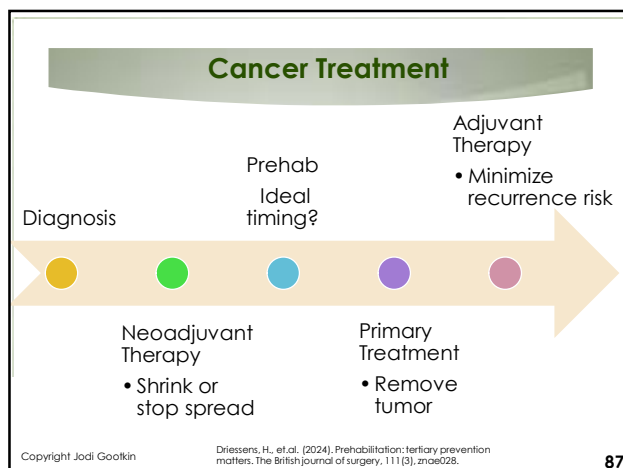 Cancer Treatment
Diagnosis
Neoadjuvant
Therapy
• Shrink or
stop spread
Prehab
Ideal
timing?
Primary
Treatment
• Remove
tumor
Adjuvant
Therapy
• Minimize
recurrence risk
Copyright Jodi Gootkin
Driessens, H., et.al. (2024). Prehabilitation: tertiary prevention
matters. The British journal of surgery, 111(3), znae028.
87